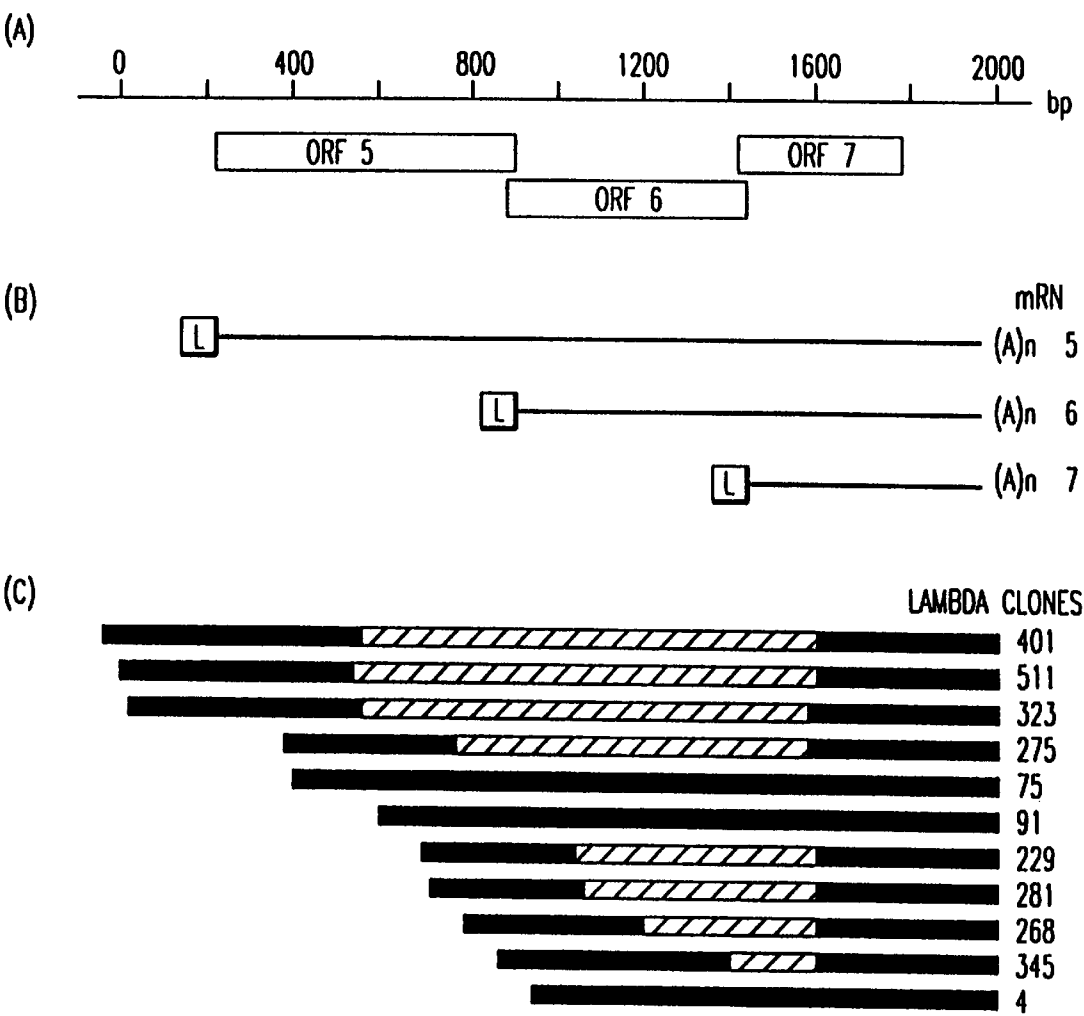 (A)
0 400 800 1200 1600 2000
bp
ORF 5 ORF 7
ORF 6
(B)
mRN
L (A)n 5
L (A)n 6
L (A)n 7
(C)
LAMBDA CLONES
401
511
323
275
75
91
229
281
268
345
4